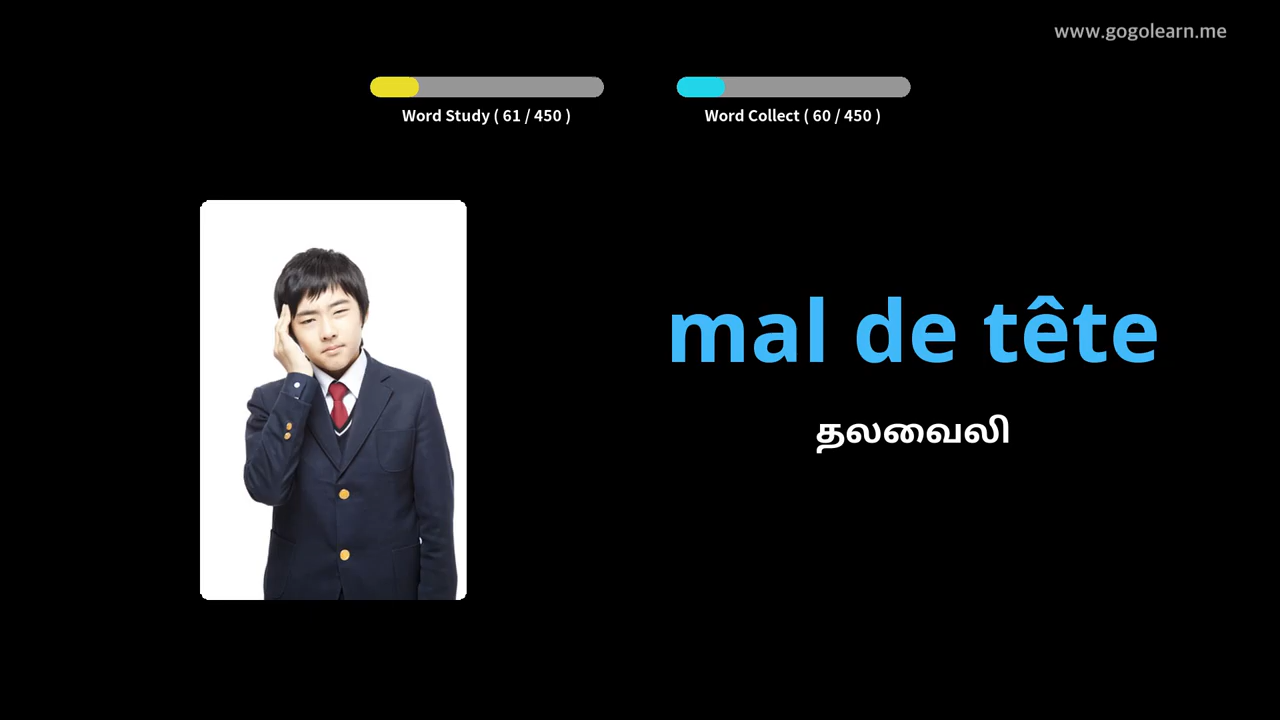 www.gogolearn.me
Word Study ( 61 / 450 )
Word Collect ( 60 / 450 )
mal de tête
தலைவலி